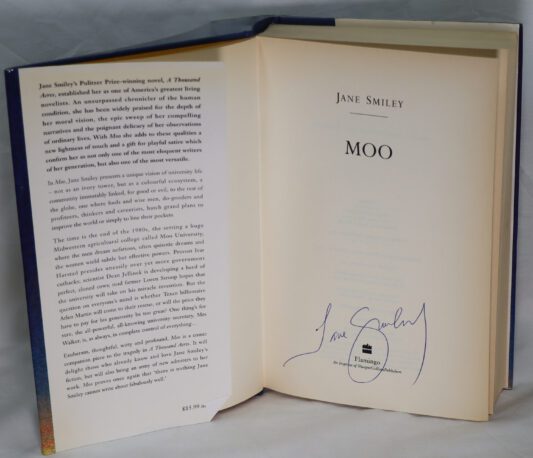 Jane Smiley's Pulitzer Prize-winning novel, A Thousand
Acres, established her as one of America's greatest living
novelists. An unsurpassed chronicler of the human
condition, she has been widely praised for the depth of
her moral vision, the epic sweep of her compelling
narratives and the poignant delicacy of her observations
of ordinary lives. With Moo she adds to these qualities a
new lightness of touch and a gift for playful satire which
confirm her as not only one of the most eloquent writers
of her generation, but also one of the most versatile.
In Moo, Jane Smiley presents a unique vision of university life
– not as an ivory tower, but as a colourful ecosystem, a
community immutably linked, for good or evil, to the rest of
the globe, one where fools and wise men, do-gooders and
profiteers, thinkers and careerists, hatch grand plans to
improve the world or simply to line their pockets.
The time is the end of the 1980s, the setting a huge
Midwestern agricultural college called Moo University,
where the men dream nefarious, often quixotic dreams and
the women wield subtle but effective powers. Provost Ivar
Harstad presides uneasily over yet more government
cutbacks; scientist Dean Jellinek is developing a herd of
perfect, cloned cows; mad farmer Loren Stroop hopes that
the university will take on his miracle invention. But the
question on everyone's mind is whether Texan billionaire
Arlen Martin will come to their rescue, or will the price they
have to pay for his generosity be too great? One thing's for
sure, the all-powerful, all-knowing university secretary, Mrs
Walker, is, as always, in complete control of everything...
Exuberant, thoughtful, witty and profound, Moo is a comic
companion piece to the tragedy in A Thousand Acres. It will
delight those who already know and love Jane Smiley's
fiction, but will also bring an army of new admirers to her
work. Moo proves once again that 'there is nothing Jane
Smiley cannot write about fabulously well.'
£15.99 n
JANE SMILEY
MOO
Jane Smiley
Flamingo
An Imprint of HarperCollinsPublishers